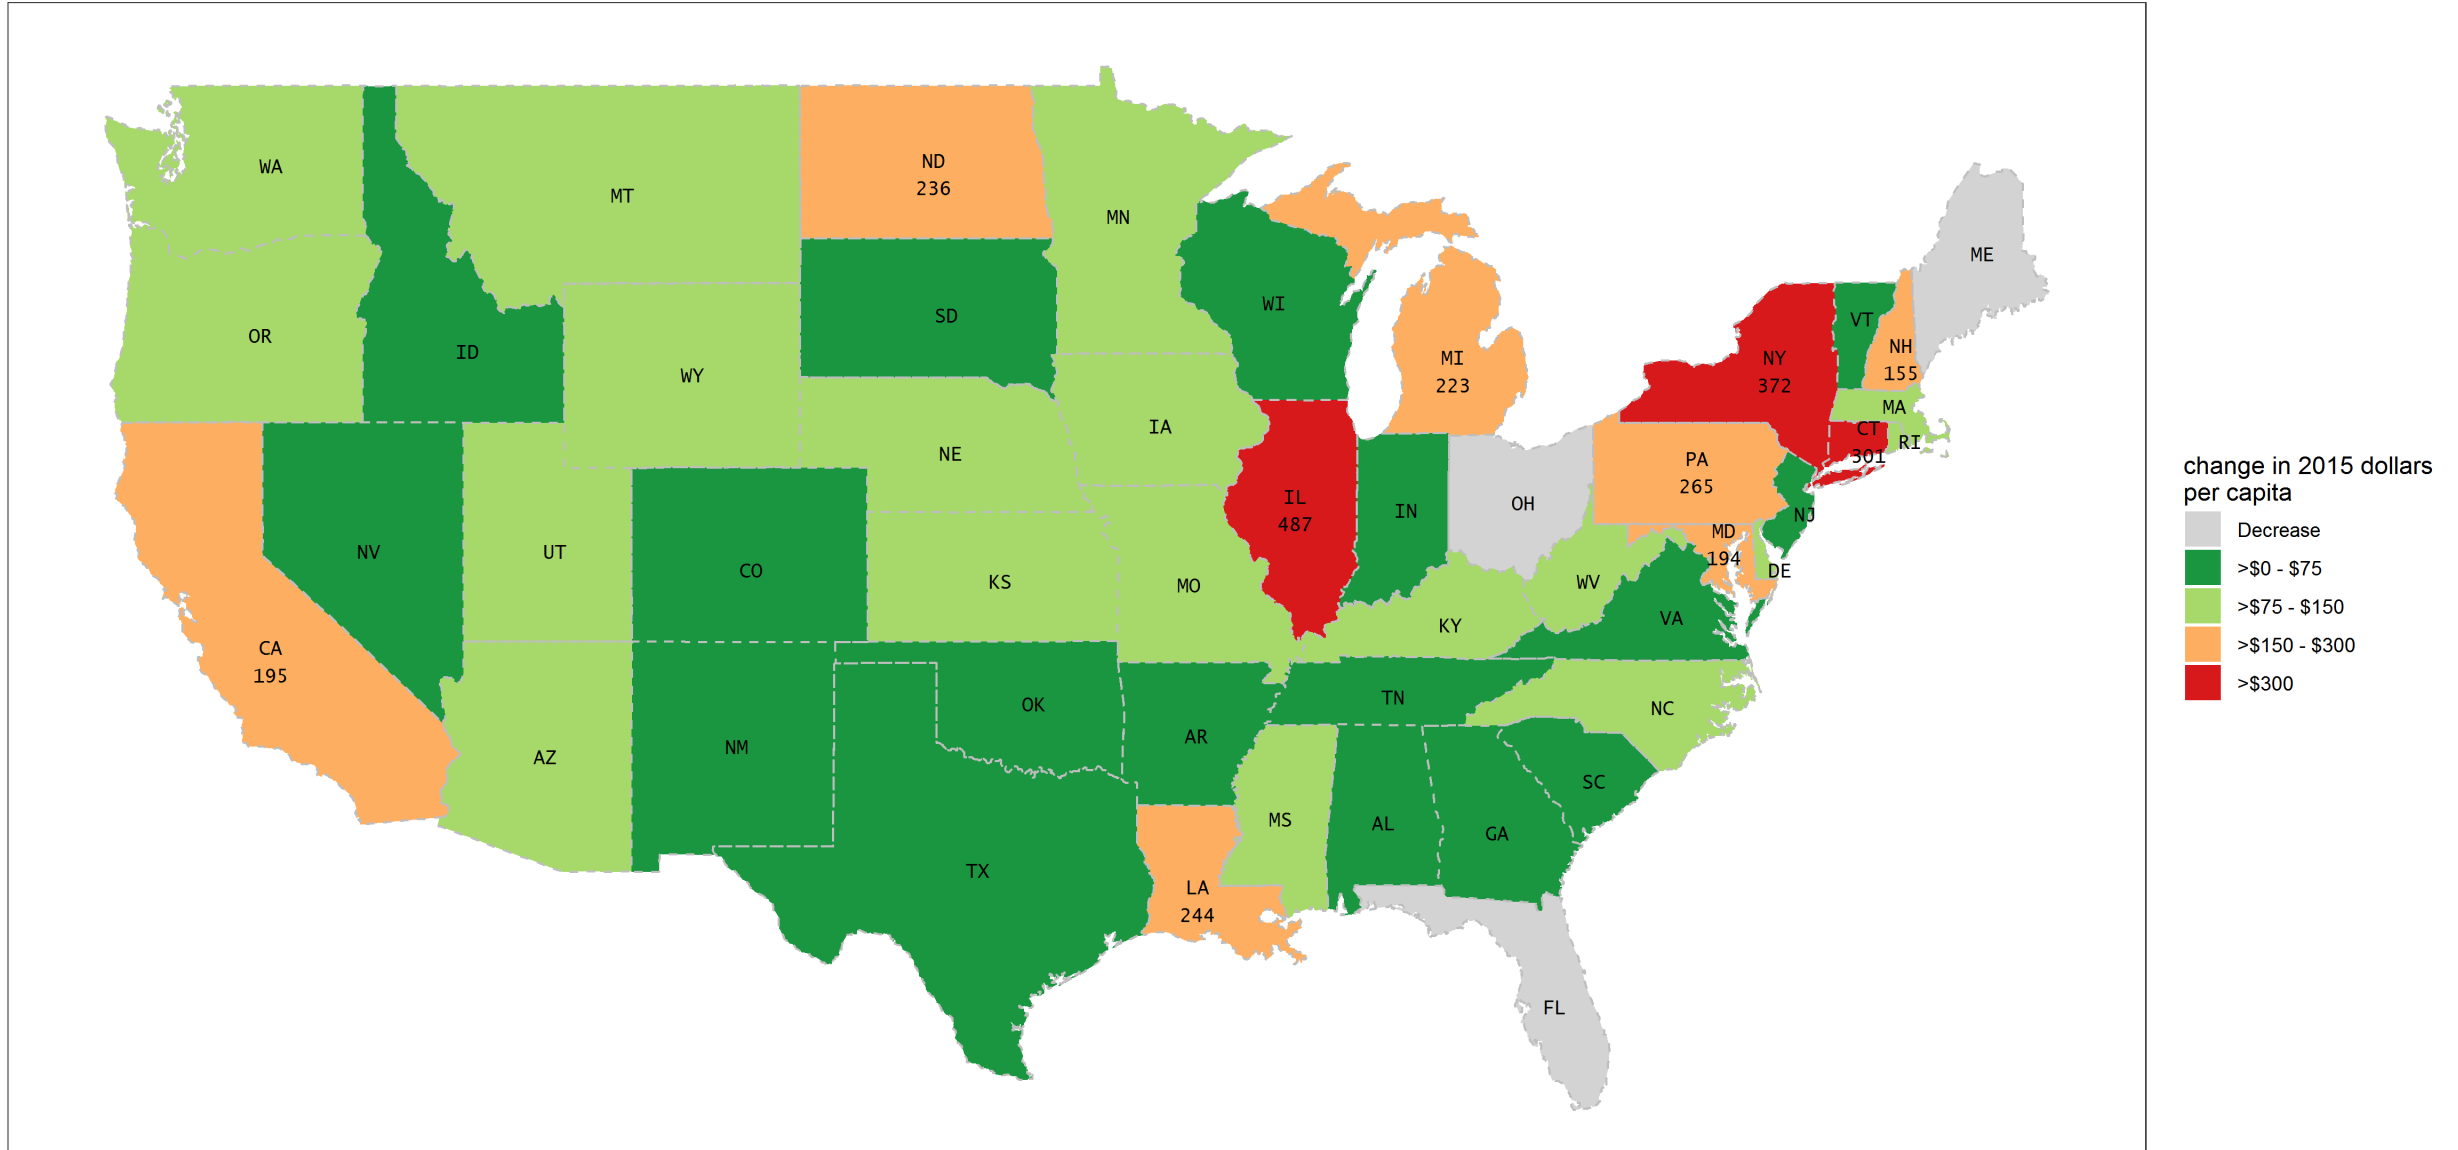 WA
MT
ND
236
MN
ME
OR
ID
WY
SD
WI
MI
223
NY
372
VT
NH
155
MA
CT
301
RI
IA
NE
PA
265
NV
UT
CO
KS
MO
IL
487
IN
OH
NJ
MD
194
DE
WV
VA
KY
CA
195
AZ
NM
OK
AR
TN
NC
SC
MS
AL
GA
TX
LA
244
FL
change in 2015 dollars
per capita
Decrease
>$0 - $75
>$75 - $150
>$150 - $300
>$300